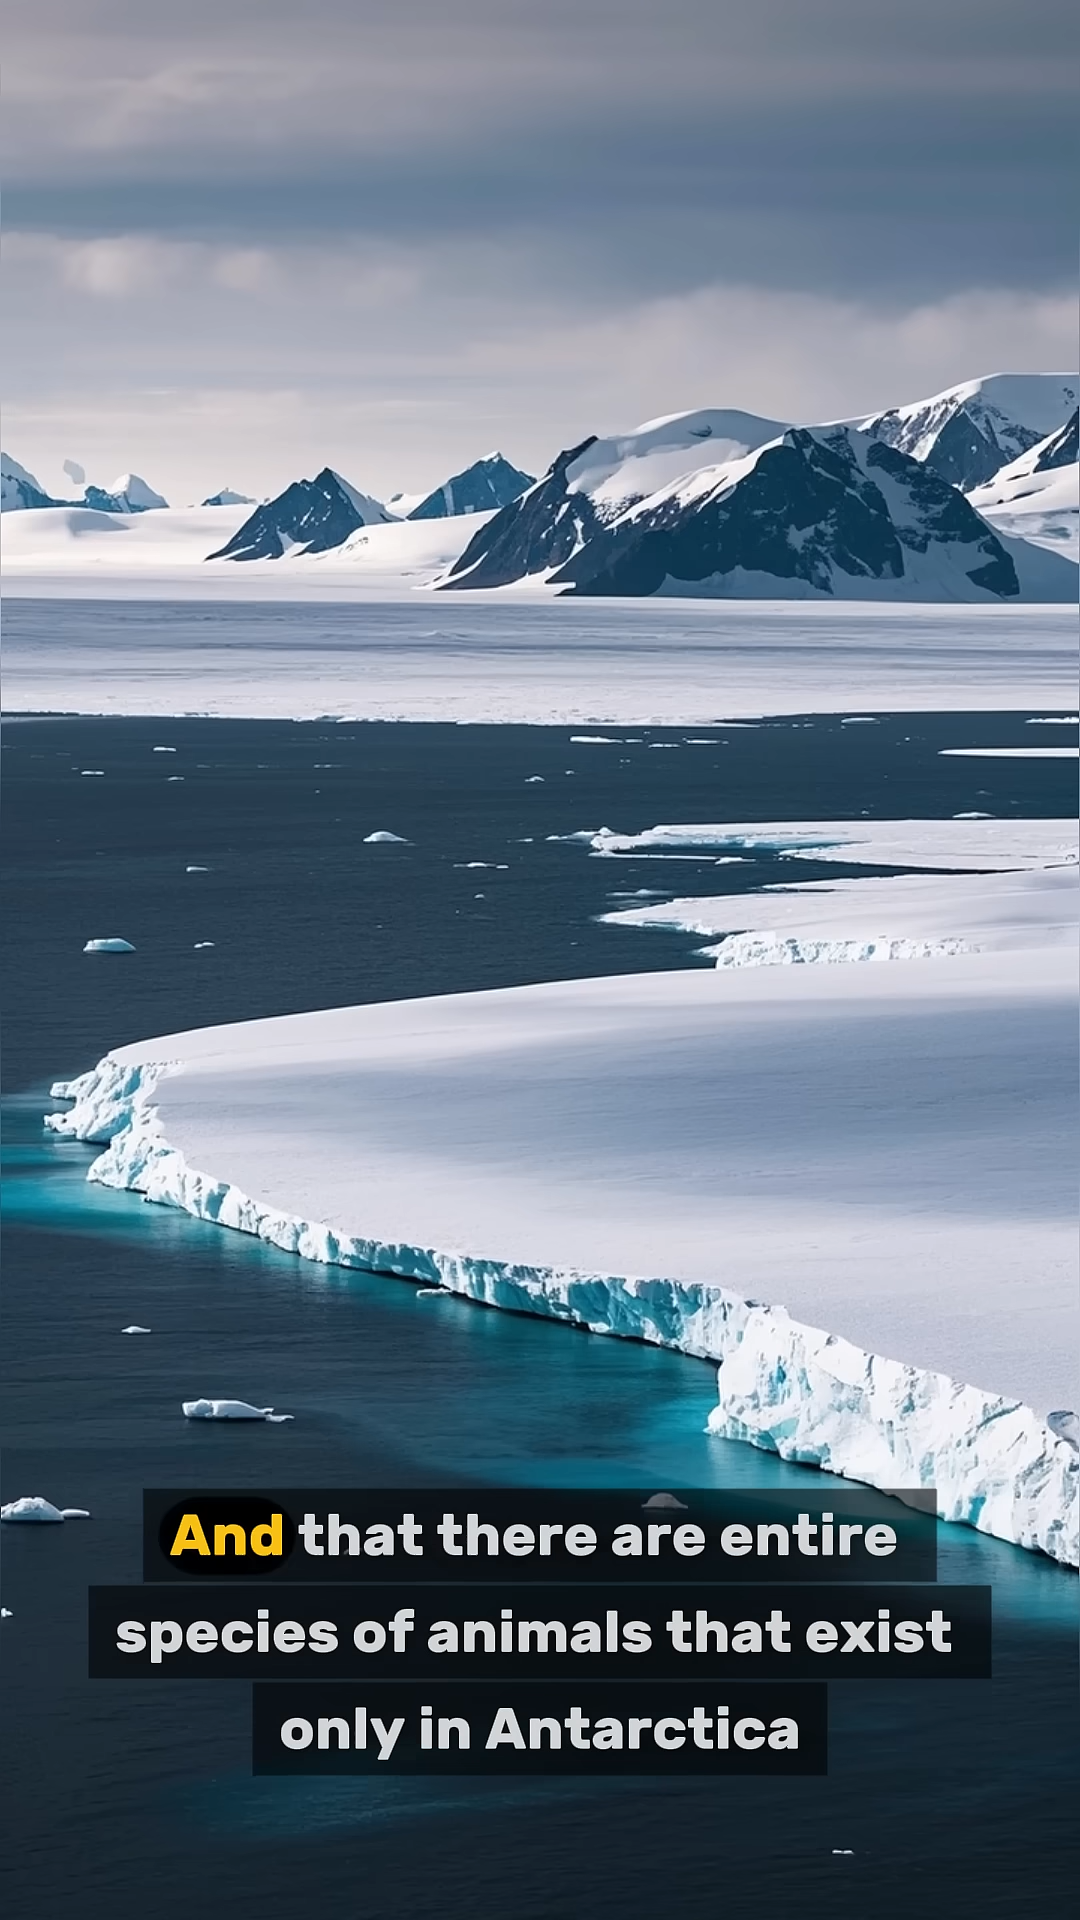 And that there are entire
species of animals that exist
only in Antarctica